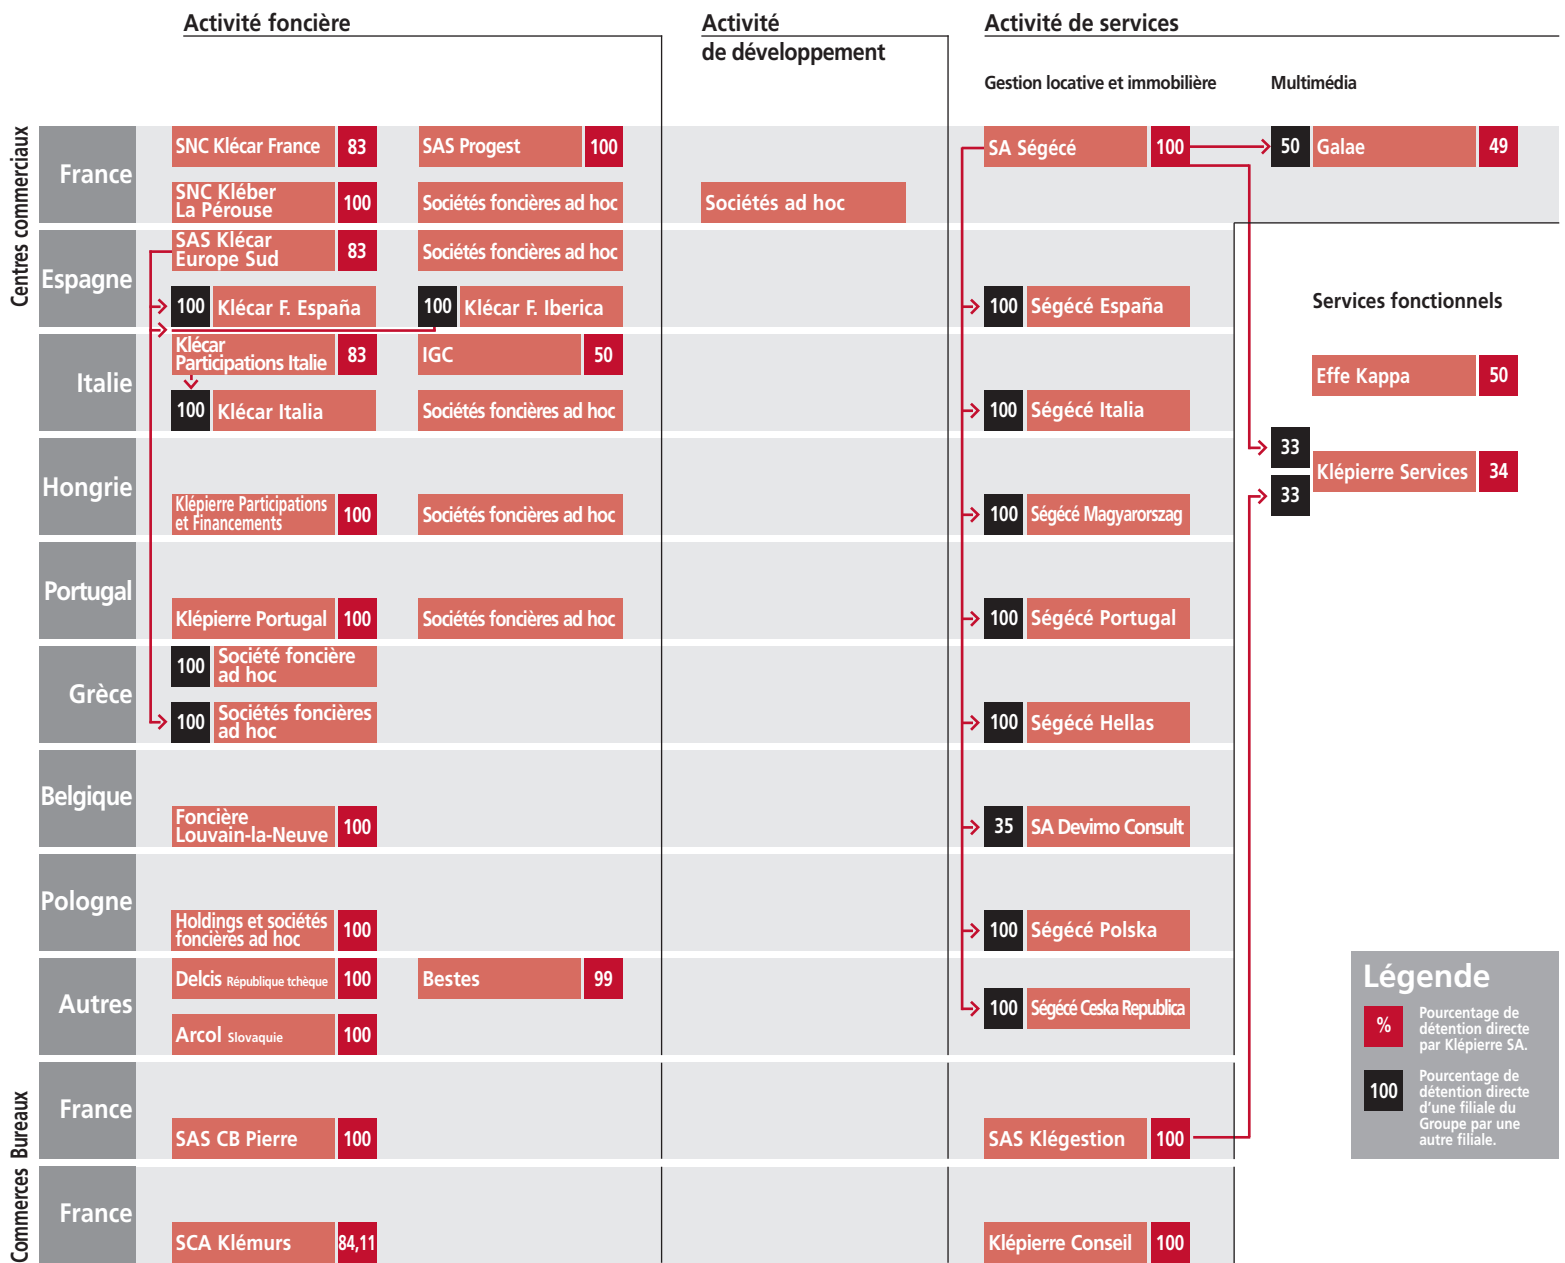 Activité foncière
Activité
de développement
Activité de services
Gestion locative et immobilière
Multimédia
Centres commerciaux
France
SNC Klécar France 83
SAS Progest 100
SA Ségécé 100
50 Galae 49
SNC Kléber
La Pérouse 100
Sociétés foncières ad hoc
Sociétés ad hoc
Espagne
SAS Klécar
Europe Sud 83
Sociétés foncières ad hoc
100 Klécar F. España
100 Klécar F. Iberica
100 Ségécé España
Services fonctionnels
Italie
Klécar
Participations Italie 83
IGC 50
Effe Kappa 50
100 Klécar Italia
Sociétés foncières ad hoc
100 Ségécé Italia
33
Klépierre Services 34
33
Hongrie
Klépierre Participations
et Financements 100
Sociétés foncières ad hoc
100 Ségécé Magyarorszag
Portugal
Klépierre Portugal 100
Sociétés foncières ad hoc
100 Ségécé Portugal
Grèce
100 Société foncière
ad hoc
100 Sociétés foncières
ad hoc
100 Ségécé Hellas
Belgique
Foncière
Louvain-la-Neuve 100
35 SA Devimo Consult
Pologne
Holdings et sociétés
foncières ad hoc 100
100 Ségécé Polska
Autres
Delcis République tchèque 100
Bestes 99
100 Ségécé Ceska Republica
Arcol Slovaquie 100
Bureaux
France
SAS CB Pierre 100
SAS Klégestion 100
Commerces
France
SCA Klémurs 84,11
Klépierre Conseil 100
Légende
%
Pourcentage de
détention directe
par Klépierre SA.
100
Pourcentage de
détention directe
d'une filiale du
Groupe par une
autre filiale.